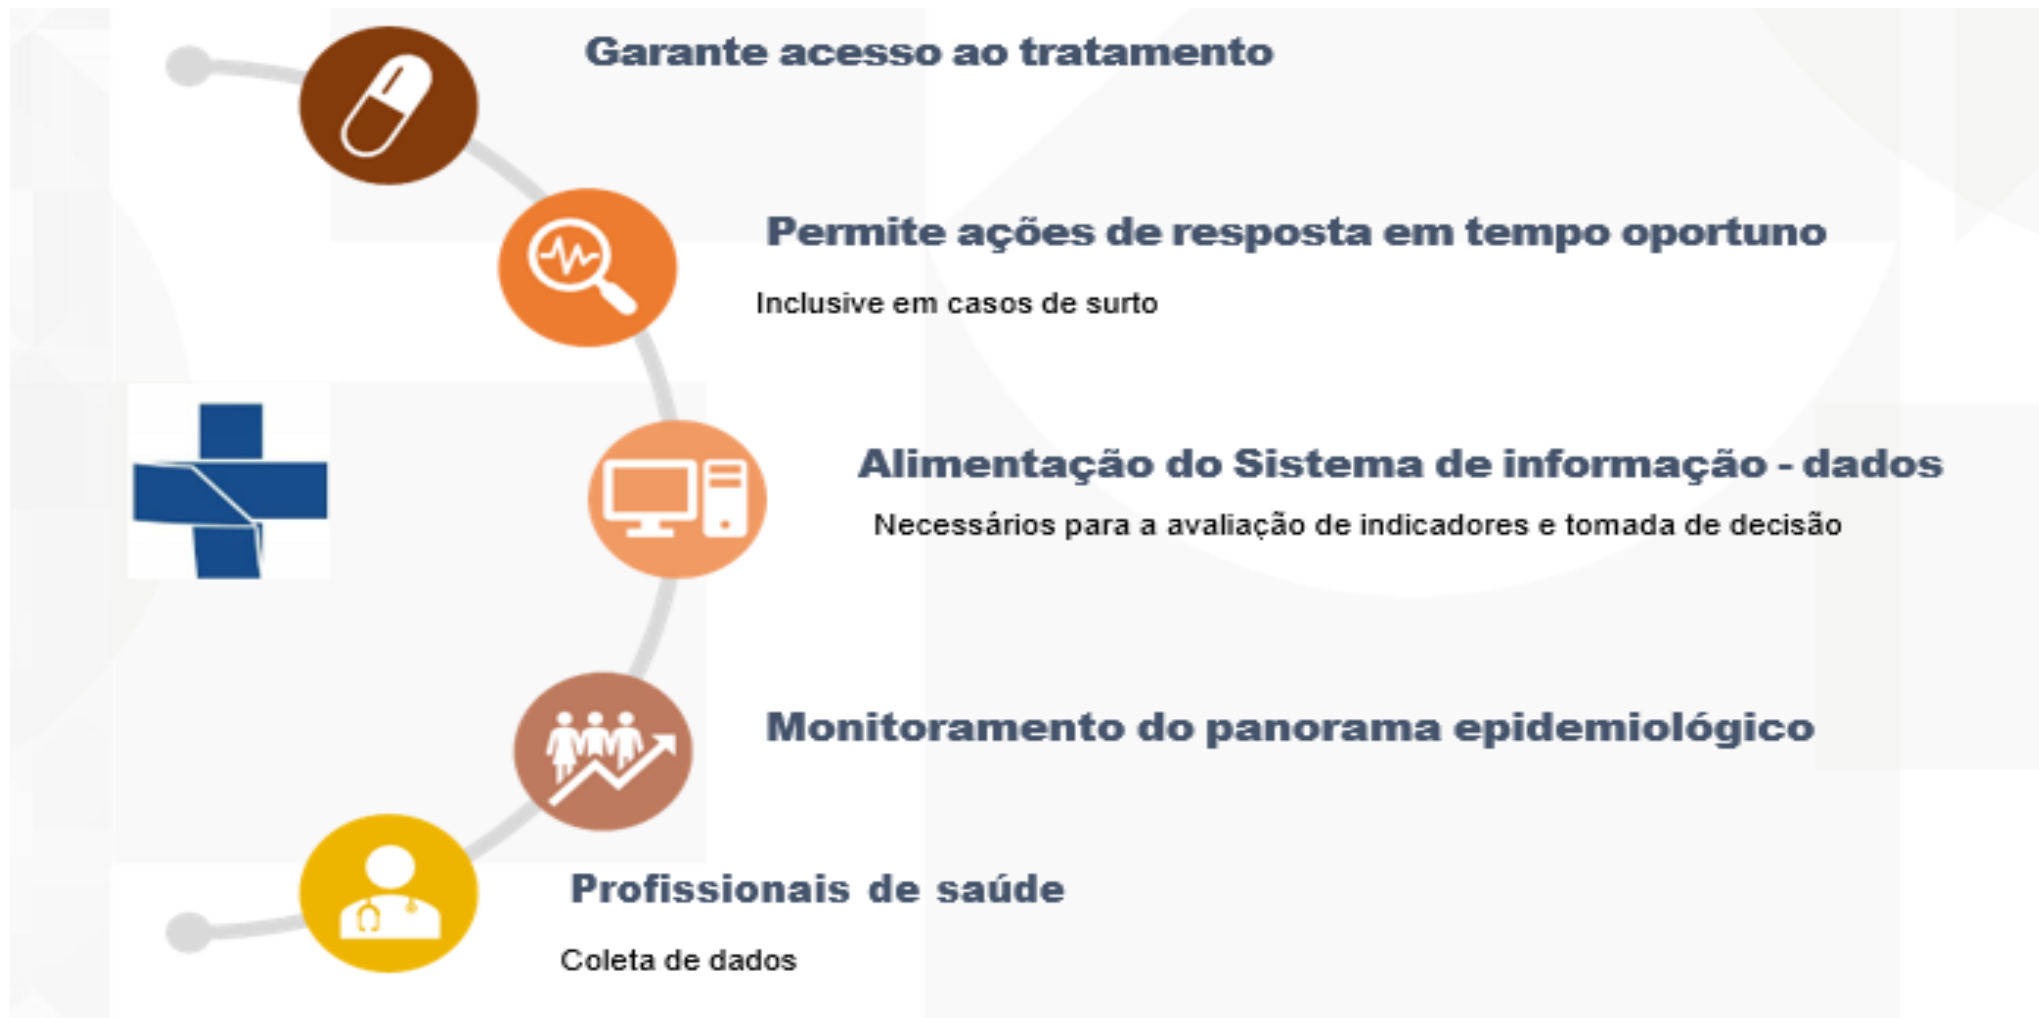 Garante acesso ao tratamento
Permite ações de resposta em tempo oportuno
Inclusive em casos de surto
Alimentação do Sistema de informação - dados
Necessários para a avaliação de indicadores e tomada de decisão
Monitoramento do panorama epidemiológico
Profissionais de saúde
Coleta de dados